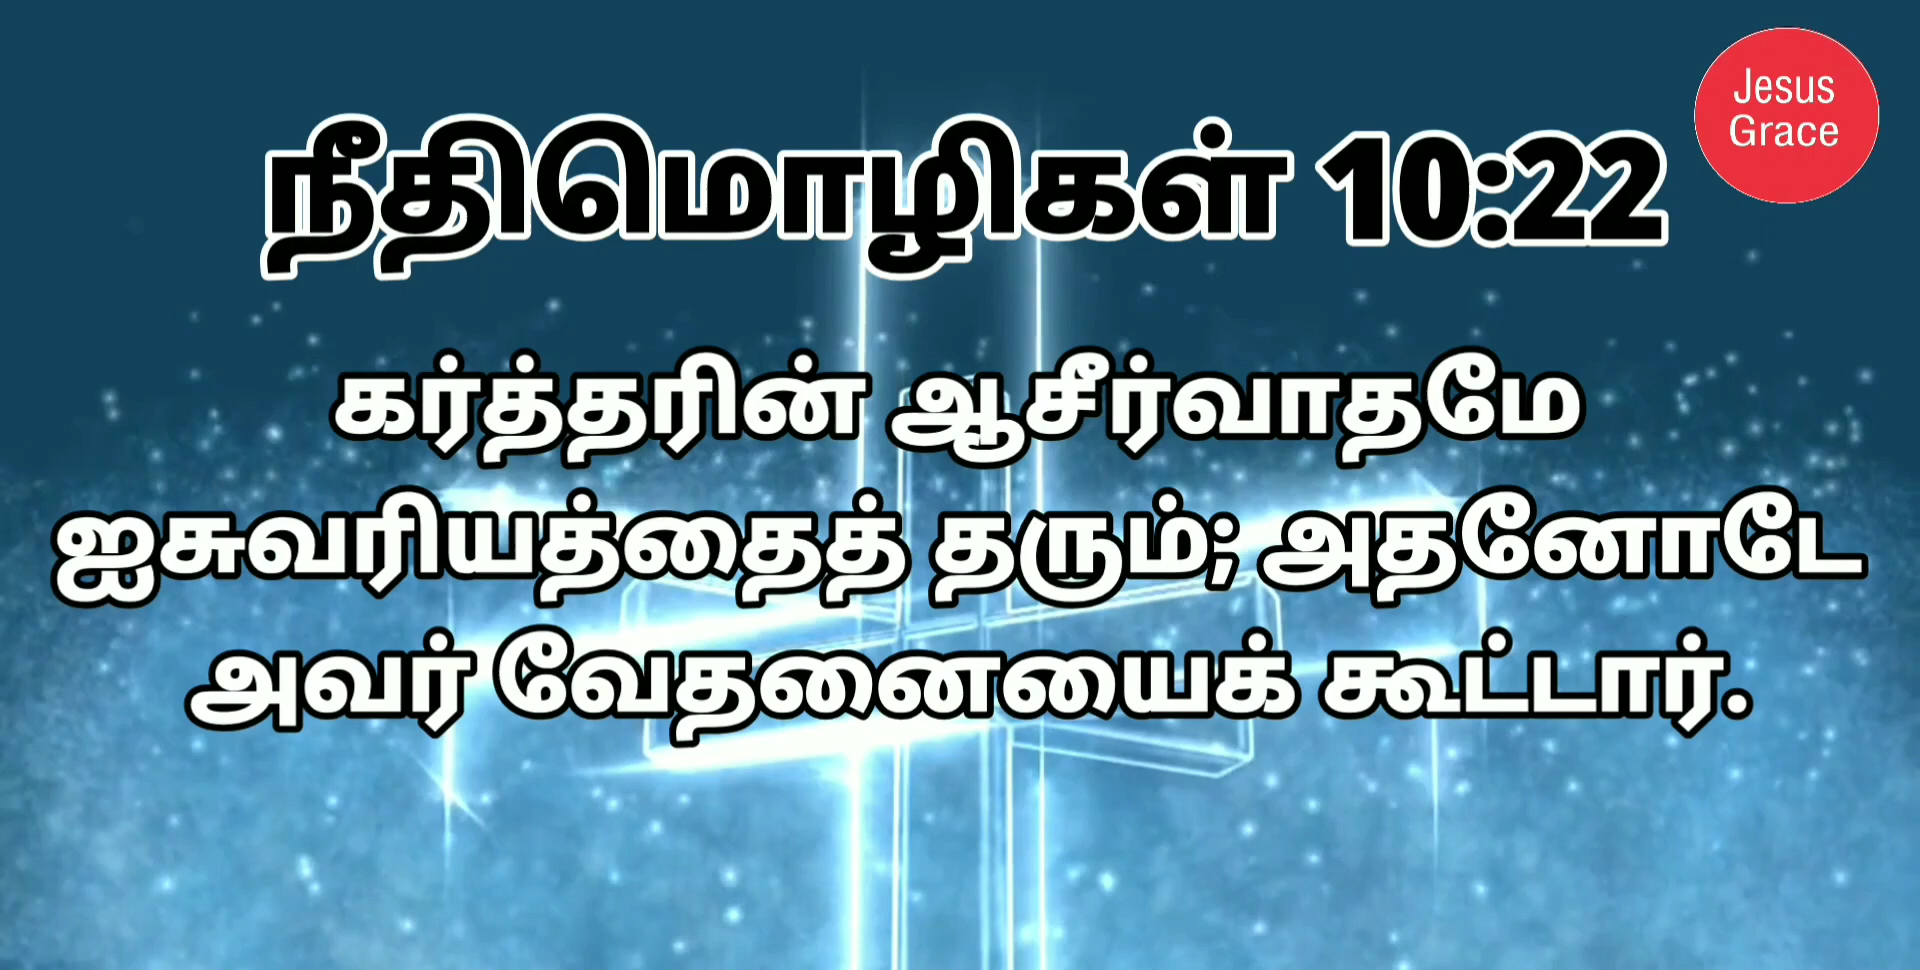 Jesus
Grace
நீதிமொழிகள் 10:22
கர்த்தரின் ஆசீர்வாதமே
ஐசுவரியத்தைத் தரும்; அதனோடே
அவர் வேதனையைக் கூட்டார்.